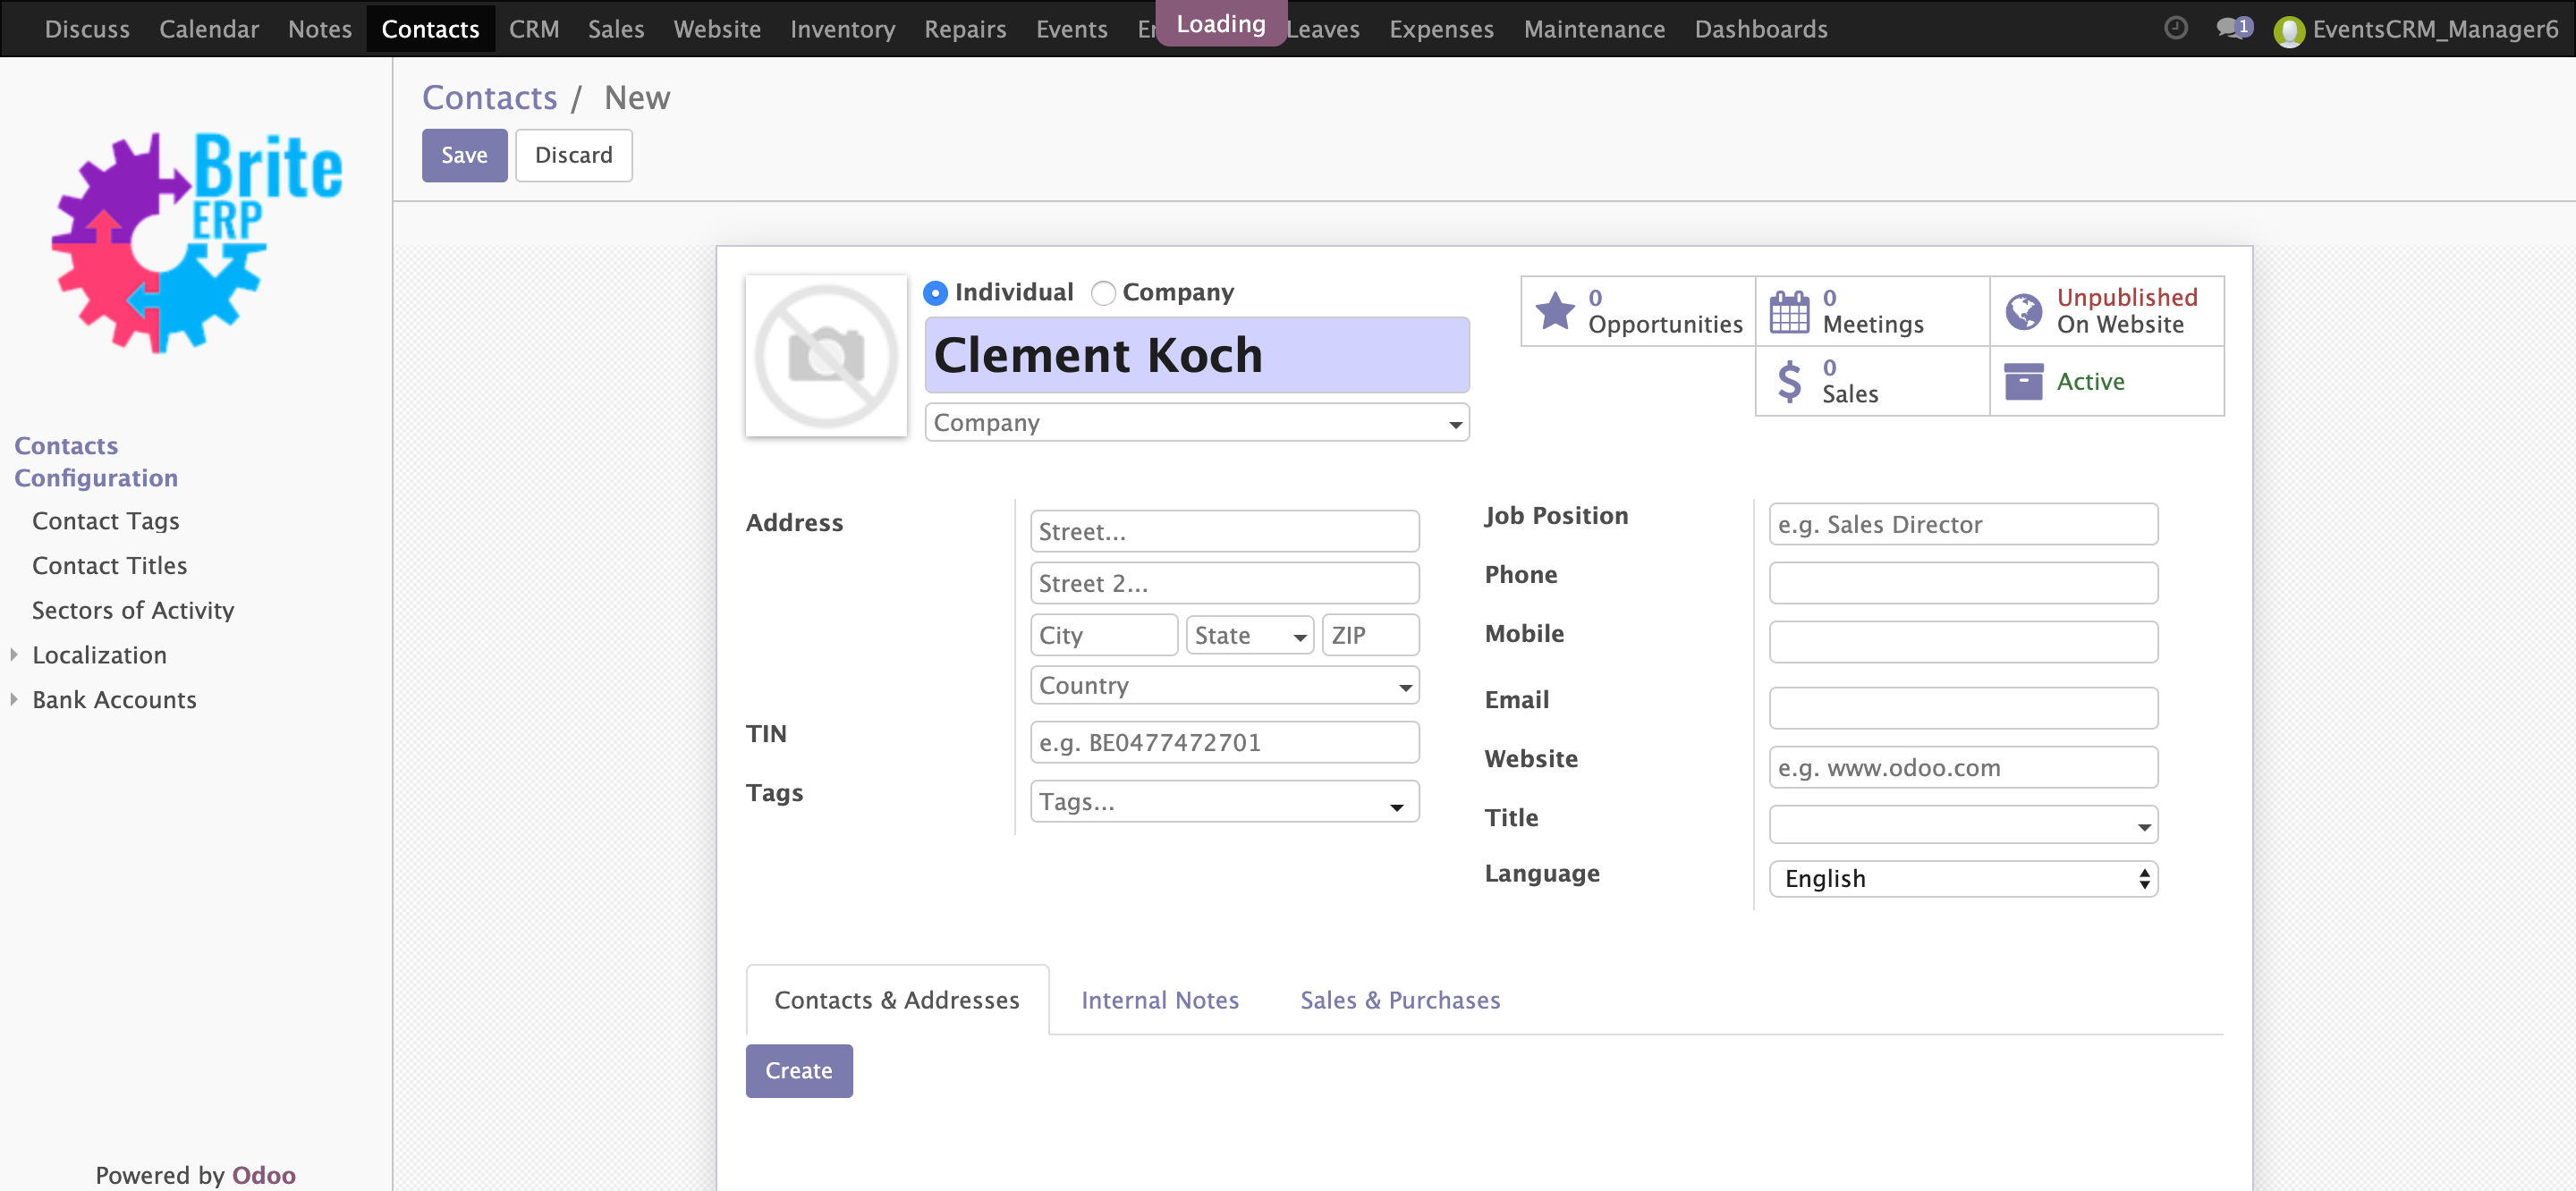 Discuss Calendar Notes Contacts CRM Sales Website Inventory Repairs Events Loading Leaves Expenses Maintenance Dashboards 1 EventsCRM_Manager6
Contacts / New
Save Discard
Brite
ERP
Contacts
Configuration
Contact Tags
Contact Titles
Sectors of Activity
Localization
Bank Accounts
Powered by Odoo
Individual Company
Clement Koch
Company
0
Opportunities
0
Meetings
Unpublished
On Website
$ 0
Sales
Active
Address
Street...
Street 2...
City State ZIP
Country
TIN e.g. BE0477472701
Tags Tags...
Job Position e.g. Sales Director
Phone
Mobile
Email
Website e.g. www.odoo.com
Title
Language English
Contacts & Addresses Internal Notes Sales & Purchases
Create